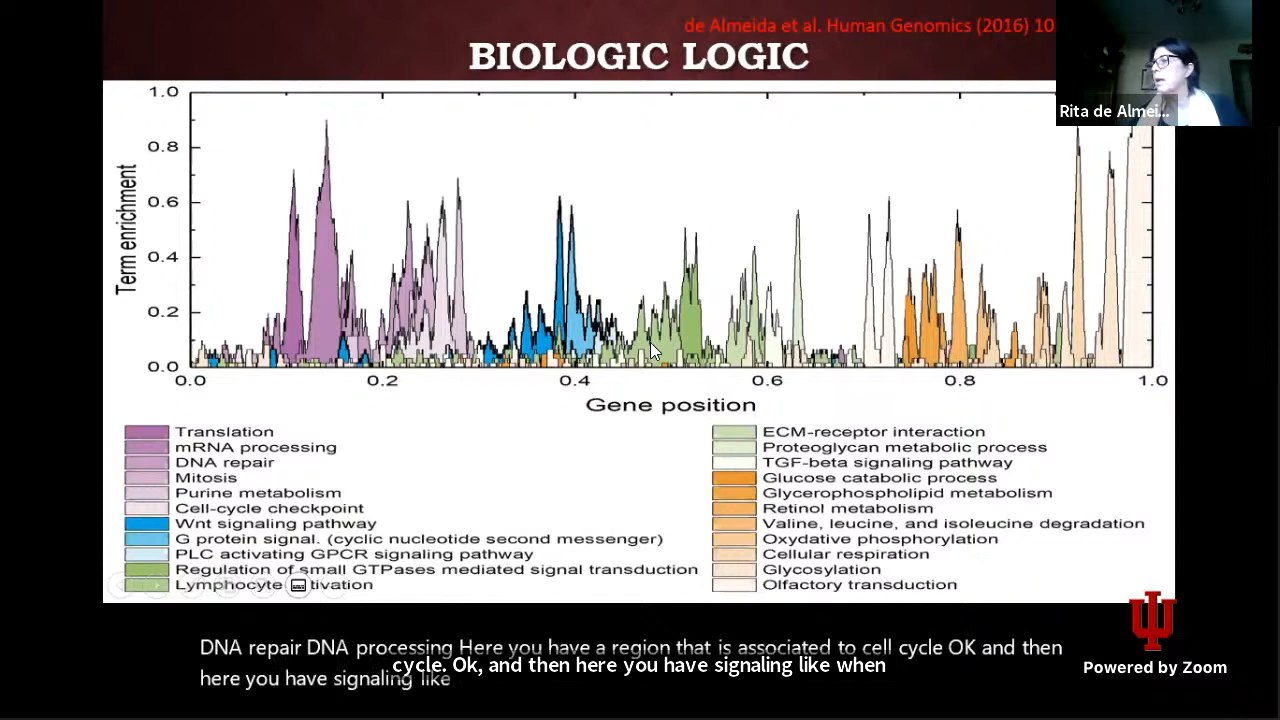 de Almeida et al. Human Genomics (2016) 10
BIOLOGIC LOGIC
Rita de Almei...
Term enrichment
1.0
0.8
0.6
0.4
0.2
0.0
0.0 0.2 0.4 0.6 0.8 1.0
Gene position
Translation
mRNA processing
DNA repair
Mitosis
Purine metabolism
Cell-cycle checkpoint
Wnt signaling pathway
G protein signal. (cyclic nucleotide second messenger)
PLC activating GPCR signaling pathway
Regulation of small GTPases mediated signal transduction
Lymphocyte tivation
ECM-receptor interaction
Proteoglycan metabolic process
TGF-beta signaling pathway
Glucose catabolic process
Glycerophospholipid metabolism
Retinol metabolism
Valine, leucine, and isoleucine degradation
Oxydative phosphorylation
Cellular respiration
Glycosylation
Olfactory transduction
DNA repair DNA processing Here you have a region that is associated to cell cycle OK and then
here you have signaling like
cycle. Ok, and then here you have signaling like when
Powered by Zoom